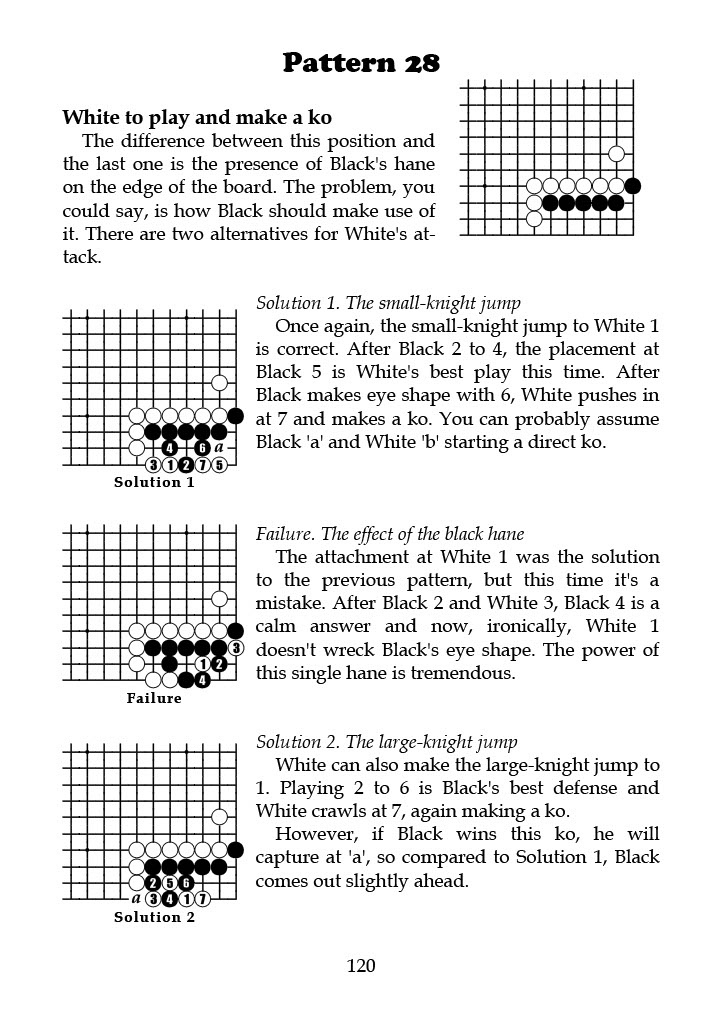 Pattern 28
White to play and make a ko
The difference between this position and
the last one is the presence of Black's hane
on the edge of the board. The problem, you
could say, is how Black should make use of
it. There are two alternatives for White's at-
tack.
Solution 1. The small-knight jump
Once again, the small-knight jump to White 1
is correct. After Black 2 to 4, the placement at
Black 5 is White's best play this time. After
Black makes eye shape with 6, White pushes in
at 7 and makes a ko. You can probably assume
Black 'a' and White 'b' starting a direct ko.
4 6 a
3 1 2 7 5
Solution 1
Failure. The effect of the black hane
The attachment at White 1 was the solution
to the previous pattern, but this time it's a
mistake. After Black 2 and White 3, Black 4 is a
calm answer and now, ironically, White 1
doesn't wreck Black's eye shape. The power of
this single hane is tremendous.
3
1 2
4
Failure
Solution 2. The large-knight jump
White can also make the large-knight jump to
1. Playing 2 to 6 is Black's best defense and
White crawls at 7, again making a ko.
However, if Black wins this ko, he will
capture at 'a', so compared to Solution 1, Black
comes out slightly ahead.
2 5 6
a 3 4 1 7
Solution 2
120